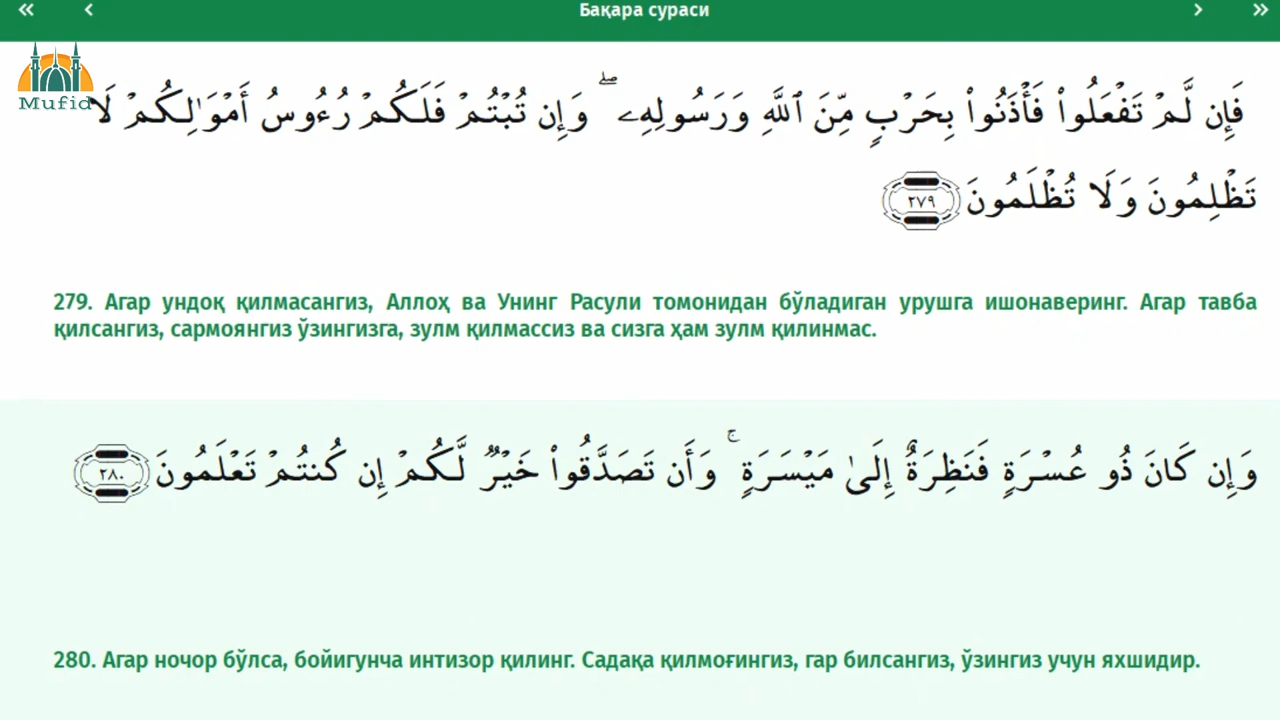 « ‹ Бақара сураси › »
Mufid
فَإِن لَّمۡ تَفۡعَلُواْ فَأۡذَنُواْ بِحَرۡبٖ مِّنَ ٱللَّهِ وَرَسُولِهِۦۖ وَإِن تُبۡتُمۡ فَلَكُمۡ رُءُوسُ أَمۡوَٰلِكُمۡ لَا
تَظۡلِمُونَ وَلَا تُظۡلَمُونَ ٢٧٩
279. Агар ундоқ қилмасангиз, Аллоҳ ва Унинг Расули томонидан бўладиган урушга ишонаверинг. Агар тавба
қилсангиз, сармоянгиз ўзингизга, зулм қилмассиз ва сизга ҳам зулм қилинмас.
وَإِن كَانَ ذُو عُسۡرَةٖ فَنَظِرَةٌ إِلَىٰ مَيۡسَرَةٖۚ وَأَن تَصَدَّقُواْ خَيۡرٞ لَّكُمۡ إِن كُنتُمۡ تَعۡلَمُونَ ٢٨٠
280. Агар ночор бўлса, бойигунча интизор қилинг. Садақа қилмоғингиз, гар билсангиз, ўзингиз учун яхшидир.